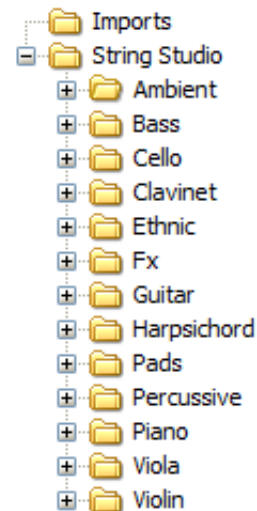 Imports
String Studio
Ambient
Bass
Cello
Clavinet
Ethnic
Fx
Guitar
Harpsichord
Pads
Percussive
Piano
Viola
Violin